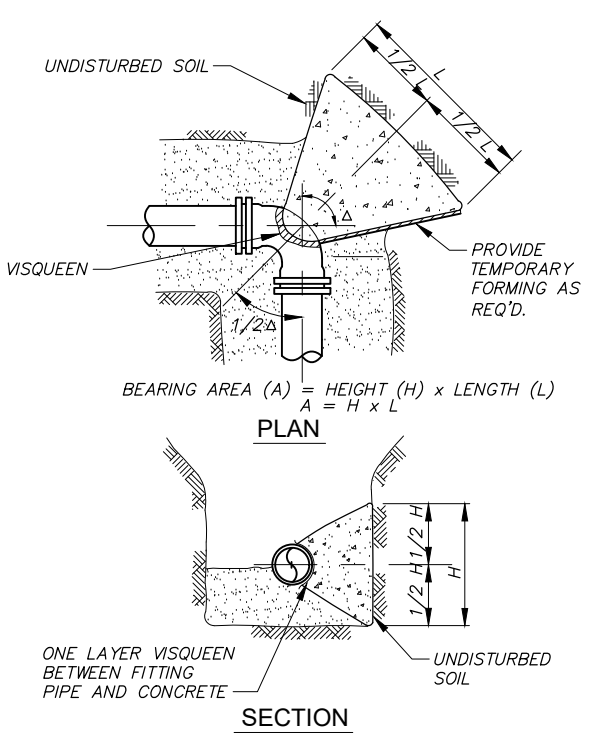 UNDISTURBED SOIL
L
1/2 L
1/2 L
Δ
VISQUEEN
PROVIDE
TEMPORARY
FORMING AS
REQ'D.
1/2Δ
BEARING AREA (A) = HEIGHT (H) x LENGTH (L)
A = H x L
PLAN
1/2 H
H
1/2 H
ONE LAYER VISQUEEN
BETWEEN FITTING
PIPE AND CONCRETE
UNDISTURBED
SOIL
SECTION